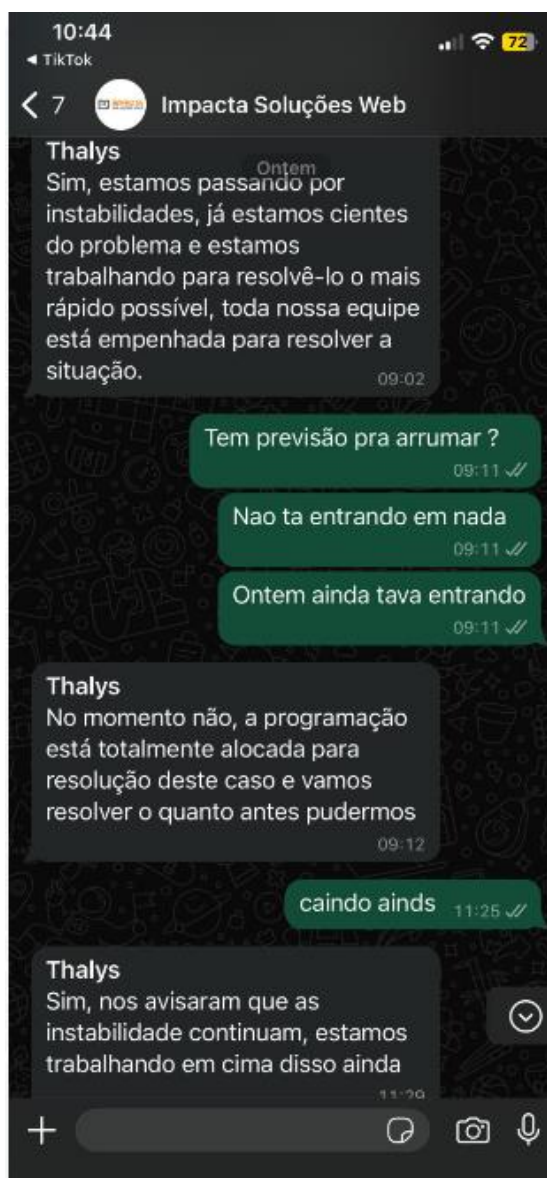 10:44
72
◀ TikTok
7
Impacta Soluções Web
Thalys
Ontem
Sim, estamos passando por
instabilidades, já estamos cientes
do problema e estamos
trabalhando para resolvê-lo o mais
rápido possível, toda nossa equipe
está empenhada para resolver a
situação.
09:02
Tem previsão pra arrumar ?
09:11
Nao ta entrando em nada
09:11
Ontem ainda tava entrando
09:11
Thalys
No momento não, a programação
está totalmente alocada para
resolução deste caso e vamos
resolver o quanto antes pudermos
09:12
caindo ainds 11:25
Thalys
Sim, nos avisaram que as
instabilidade continuam, estamos
trabalhando em cima disso ainda
11:29